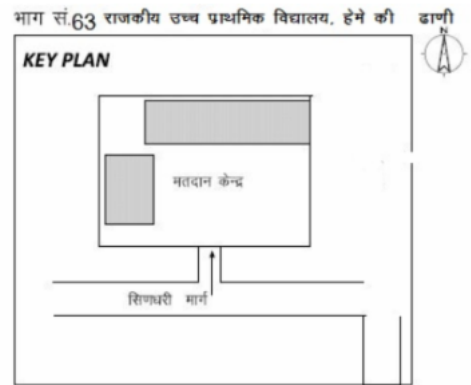 भाग सं.63 राजकीय उच्च प्राथमिक विद्यालय, हेमे की ढाणी
N
KEY PLAN
मतदान केन्द्र
सिणधरी मार्ग